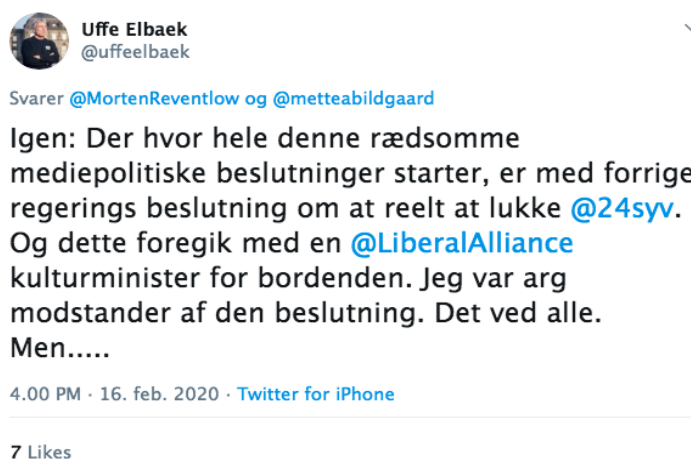 Uffe Elbaek
@uffeelbaek
Svarer @MortenReventlow og @metteabildgaard
Igen: Der hvor hele denne rædsomme
mediepolitiske beslutninger starter, er med forrige
regerings beslutning om at reelt at lukke @24syv.
Og dette foregik med en @LiberalAlliance
kulturminister for bordenden. Jeg var arg
modstander af den beslutning. Det ved alle.
Men.....
4.00 PM · 16. feb. 2020 · Twitter for iPhone
7 Likes